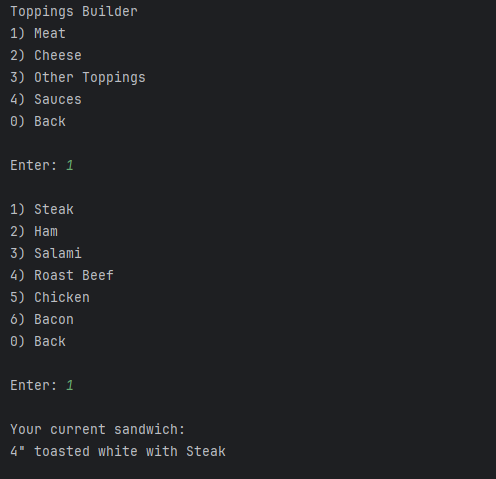 Toppings Builder
1) Meat
2) Cheese
3) Other Toppings
4) Sauces
0) Back
Enter: 1
1) Steak
2) Ham
3) Salami
4) Roast Beef
5) Chicken
6) Bacon
0) Back
Enter: 1
Your current sandwich:
4" toasted white with Steak